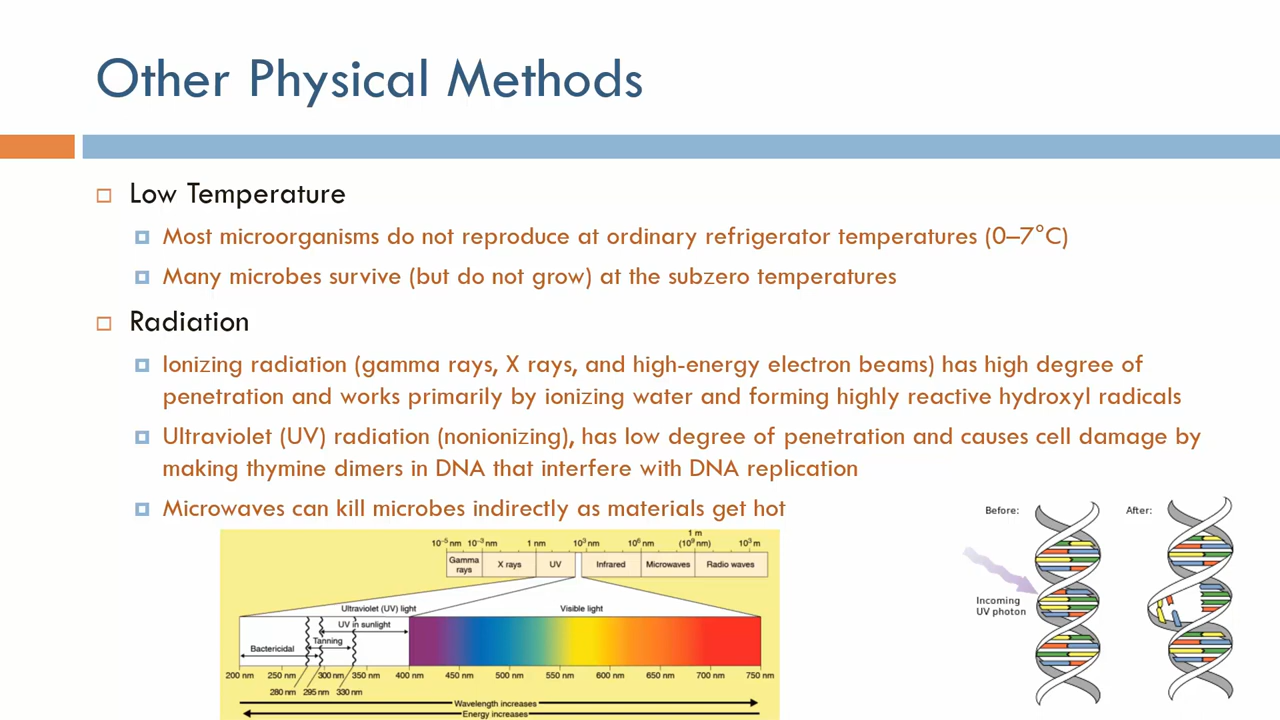 Other Physical Methods
Low Temperature
Most microorganisms do not reproduce at ordinary refrigerator temperatures (0–7°C)
Many microbes survive (but do not grow) at the subzero temperatures
Radiation
Ionizing radiation (gamma rays, X rays, and high-energy electron beams) has high degree of
penetration and works primarily by ionizing water and forming highly reactive hydroxyl radicals
Ultraviolet (UV) radiation (nonionizing), has low degree of penetration and causes cell damage by
making thymine dimers in DNA that interfere with DNA replication
Microwaves can kill microbes indirectly as materials get hot
1 m
10⁻⁵ nm 10⁻³ nm 1 nm 10³ nm 10⁶ nm (10⁹ nm) 10³ m
Gamma
rays
X rays UV Infrared Microwaves Radio waves
Ultraviolet (UV) light Visible light
UV in sunlight
Tanning
Bactericidal
200 nm 250 nm 300 nm 350 nm 400 nm 450 nm 500 nm 550 nm 600 nm 650 nm 700 nm 750 nm
280 nm 295 nm 330 nm
Wavelength increases
Energy increases
Before: After:
Incoming
UV photon